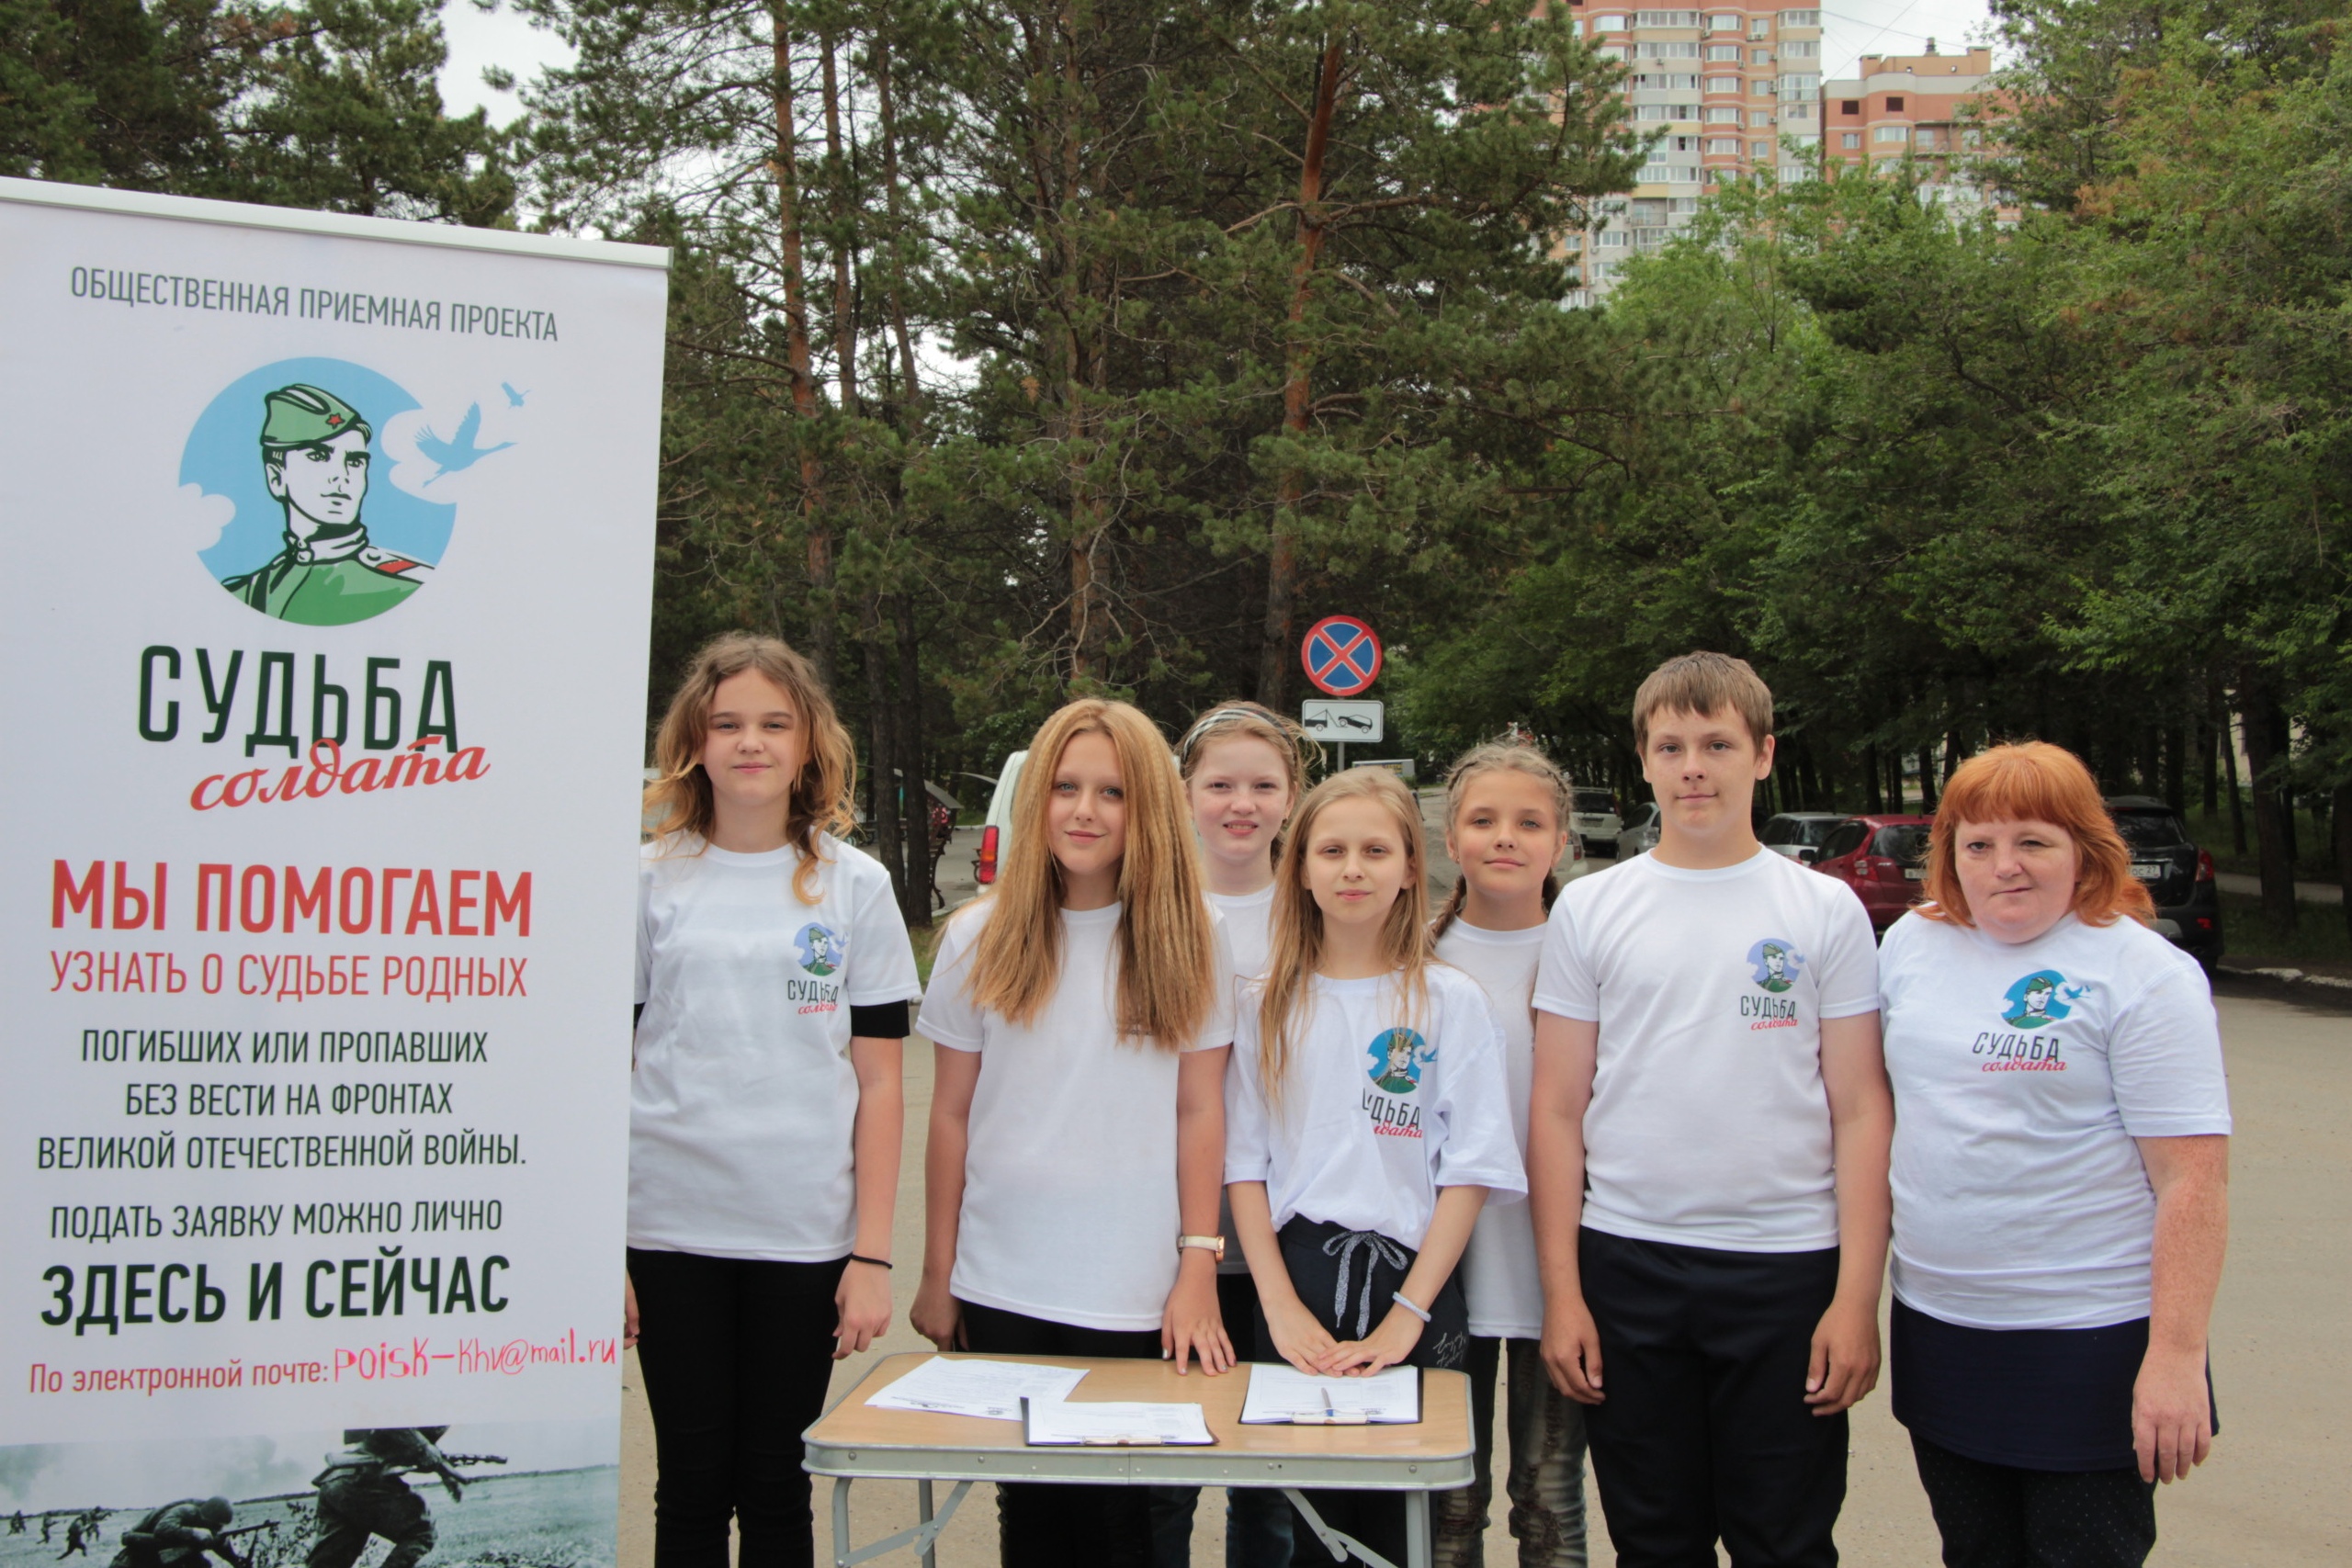 ОБЩЕСТВЕННАЯ ПРИЕМНАЯ ПРОЕКТА
СУДЬБА
солдата
МЫ ПОМОГАЕМ
УЗНАТЬ О СУДЬБЕ РОДНЫХ
ПОГИБШИХ ИЛИ ПРОПАВШИХ
БЕЗ ВЕСТИ НА ФРОНТАХ
ВЕЛИКОЙ ОТЕЧЕСТВЕННОЙ ВОЙНЫ.
ПОДАТЬ ЗАЯВКУ МОЖНО ЛИЧНО
ЗДЕСЬ И СЕЙЧАС
По электронной почте: poisk-khv@mail.ru
СУДЬБА
солдата
УДЬБА
лдата
СУДЬБА
солдата
СУДЬБА
солдата